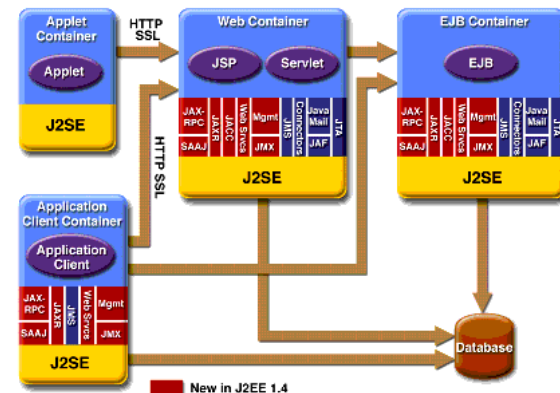 Applet
Container
Applet
J2SE
HTTP
SSL
Web Container
JSP
Servlet
JAX-
RPC
SAAJ
JAXR
JACC
Web Srvcs
Mgmt
JMX
JMS
Connectors
Java
Mail
JAF
JTA
J2SE
EJB Container
EJB
JAX-
RPC
SAAJ
JAXR
JACC
Web Srvcs
Mgmt
JMX
JMS
Connectors
Java
Mail
JAF
JTA
J2SE
HTTP SSL
Application
Client Container
Application
Client
JAX-
RPC
SAAJ
JAXR
JMS
Web Srvcs
Mgmt
JMX
J2SE
Database
New in J2EE 1.4